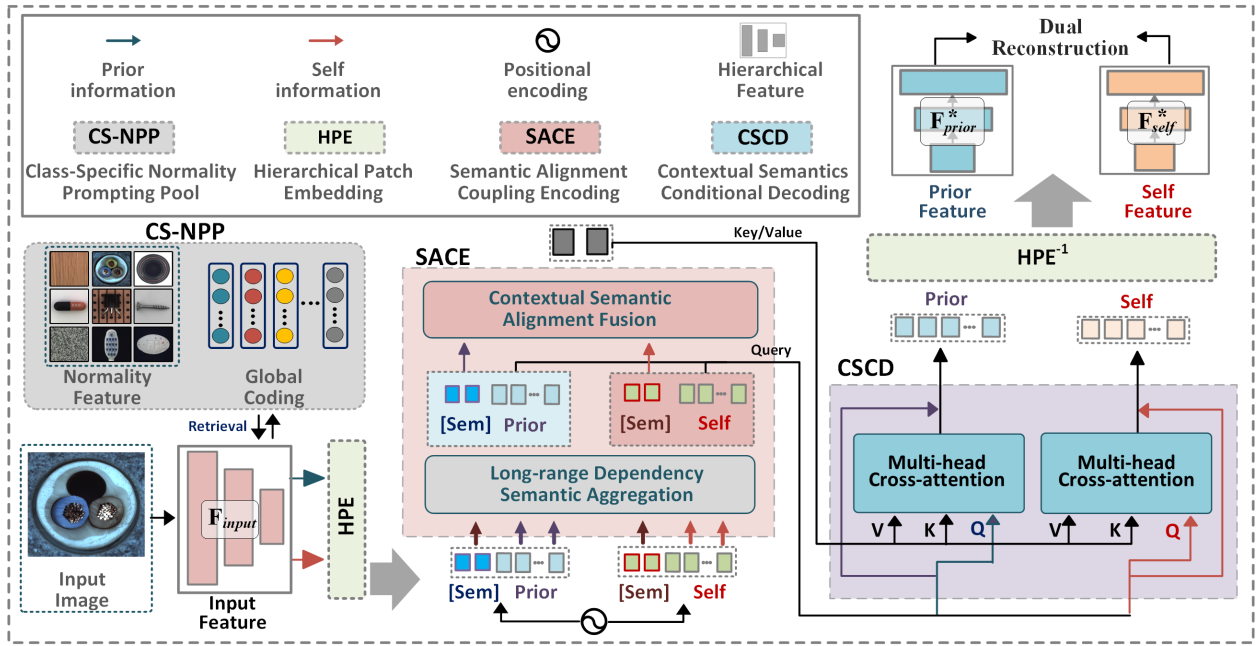 Prior
information
Self
information
Positional
encoding
Hierarchical
Feature
CS-NPP
Class-Specific Normality
Prompting Pool
HPE
Hierarchical Patch
Embedding
SACE
Semantic Alignment
Coupling Encoding
CSCD
Contextual Semantics
Conditional Decoding
Dual
Reconstruction
F*prior
F*self
Prior
Feature
Self
Feature
HPE-1
Prior
Self
CS-NPP
Normality
Feature
Global
Coding
Retrieval
Input
Image
Finput
Input
Feature
HPE
SACE
Key/Value
Contextual Semantic
Alignment Fusion
Query
[Sem] Prior
[Sem] Self
Long-range Dependency
Semantic Aggregation
[Sem] Prior
[Sem] Self
CSCD
Multi-head
Cross-attention
Multi-head
Cross-attention
V K Q
V K Q